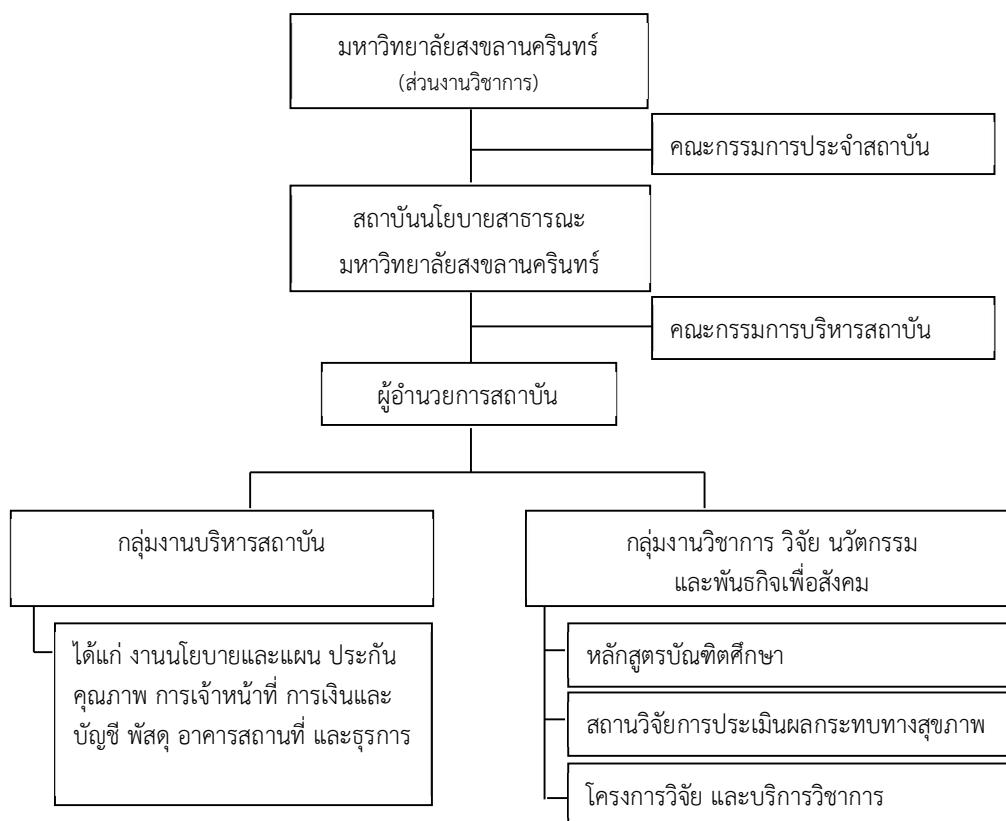 มหาวิทยาลัยสงขลานครินทร์
(ส่วนงานวิชาการ)
คณะกรรมการประจำสถาบัน
สถาบันนโยบายสาธารณะ
มหาวิทยาลัยสงขลานครินทร์
คณะกรรมการบริหารสถาบัน
ผู้อำนวยการสถาบัน
กลุ่มงานบริหารสถาบัน
ได้แก่ งานนโยบายและแผน ประกัน
คุณภาพ การเจ้าหน้าที่ การเงินและ
บัญชี พัสดุ อาคารสถานที่ และธุรการ
กลุ่มงานวิชาการ วิจัย นวัตกรรม
และพันธกิจเพื่อสังคม
หลักสูตรบัณฑิตศึกษา
สถานวิจัยการประเมินผลกระทบทางสุขภาพ
โครงการวิจัย และบริการวิชาการ